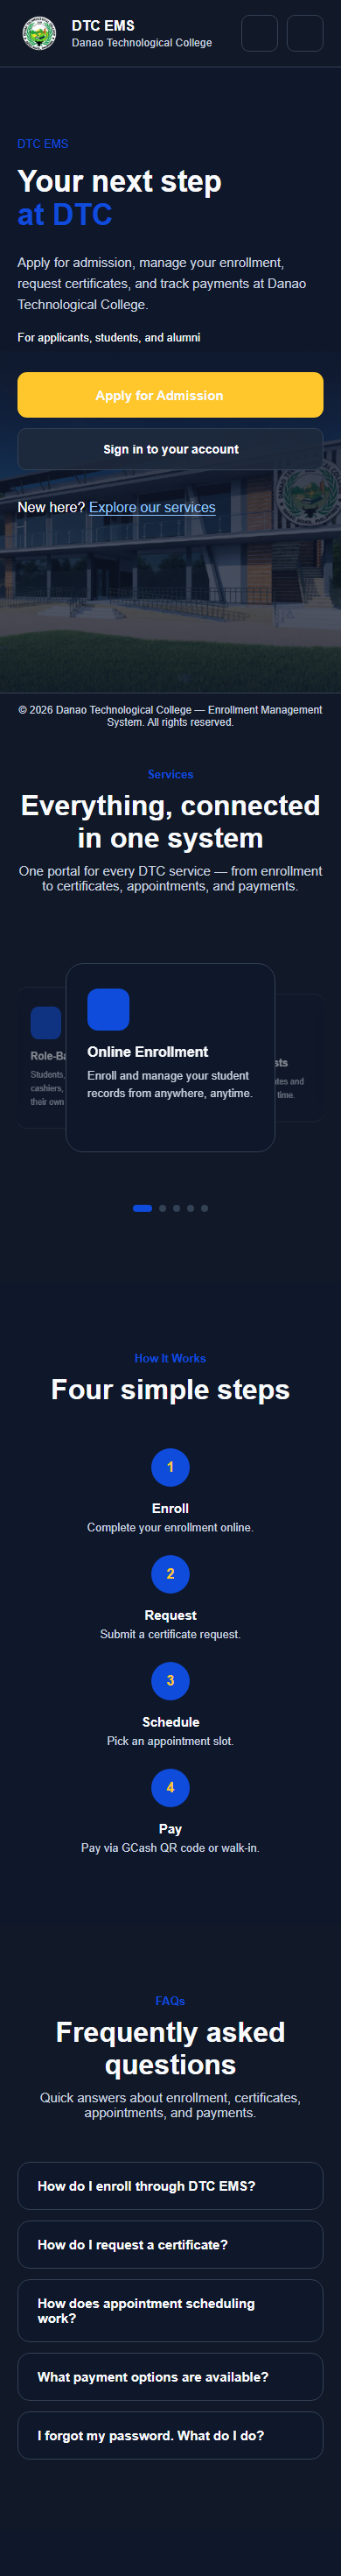 DTC EMS
Danao Technological College
DTC EMS
Your next step
at DTC
Apply for admission, manage your enrollment,
request certificates, and track payments at Danao
Technological College.
For applicants, students, and alumni
Apply for Admission
Sign in to your account
New here? Explore our services
© 2026 Danao Technological College — Enrollment Management
System. All rights reserved.
Services
Everything, connected
in one system
One portal for every DTC service — from enrollment
to certificates, appointments, and payments.
Online Enrollment
Enroll and manage your student
records from anywhere, anytime.
Students,
cashiers,
their own
time.
How It Works
Four simple steps
1
Enroll
Complete your enrollment online.
2
Request
Submit a certificate request.
3
Schedule
Pick an appointment slot.
4
Pay
Pay via GCash QR code or walk-in.
FAQs
Frequently asked
questions
Quick answers about enrollment, certificates,
appointments, and payments.
How do I enroll through DTC EMS?
How do I request a certificate?
How does appointment scheduling
work?
What payment options are available?
I forgot my password. What do I do?